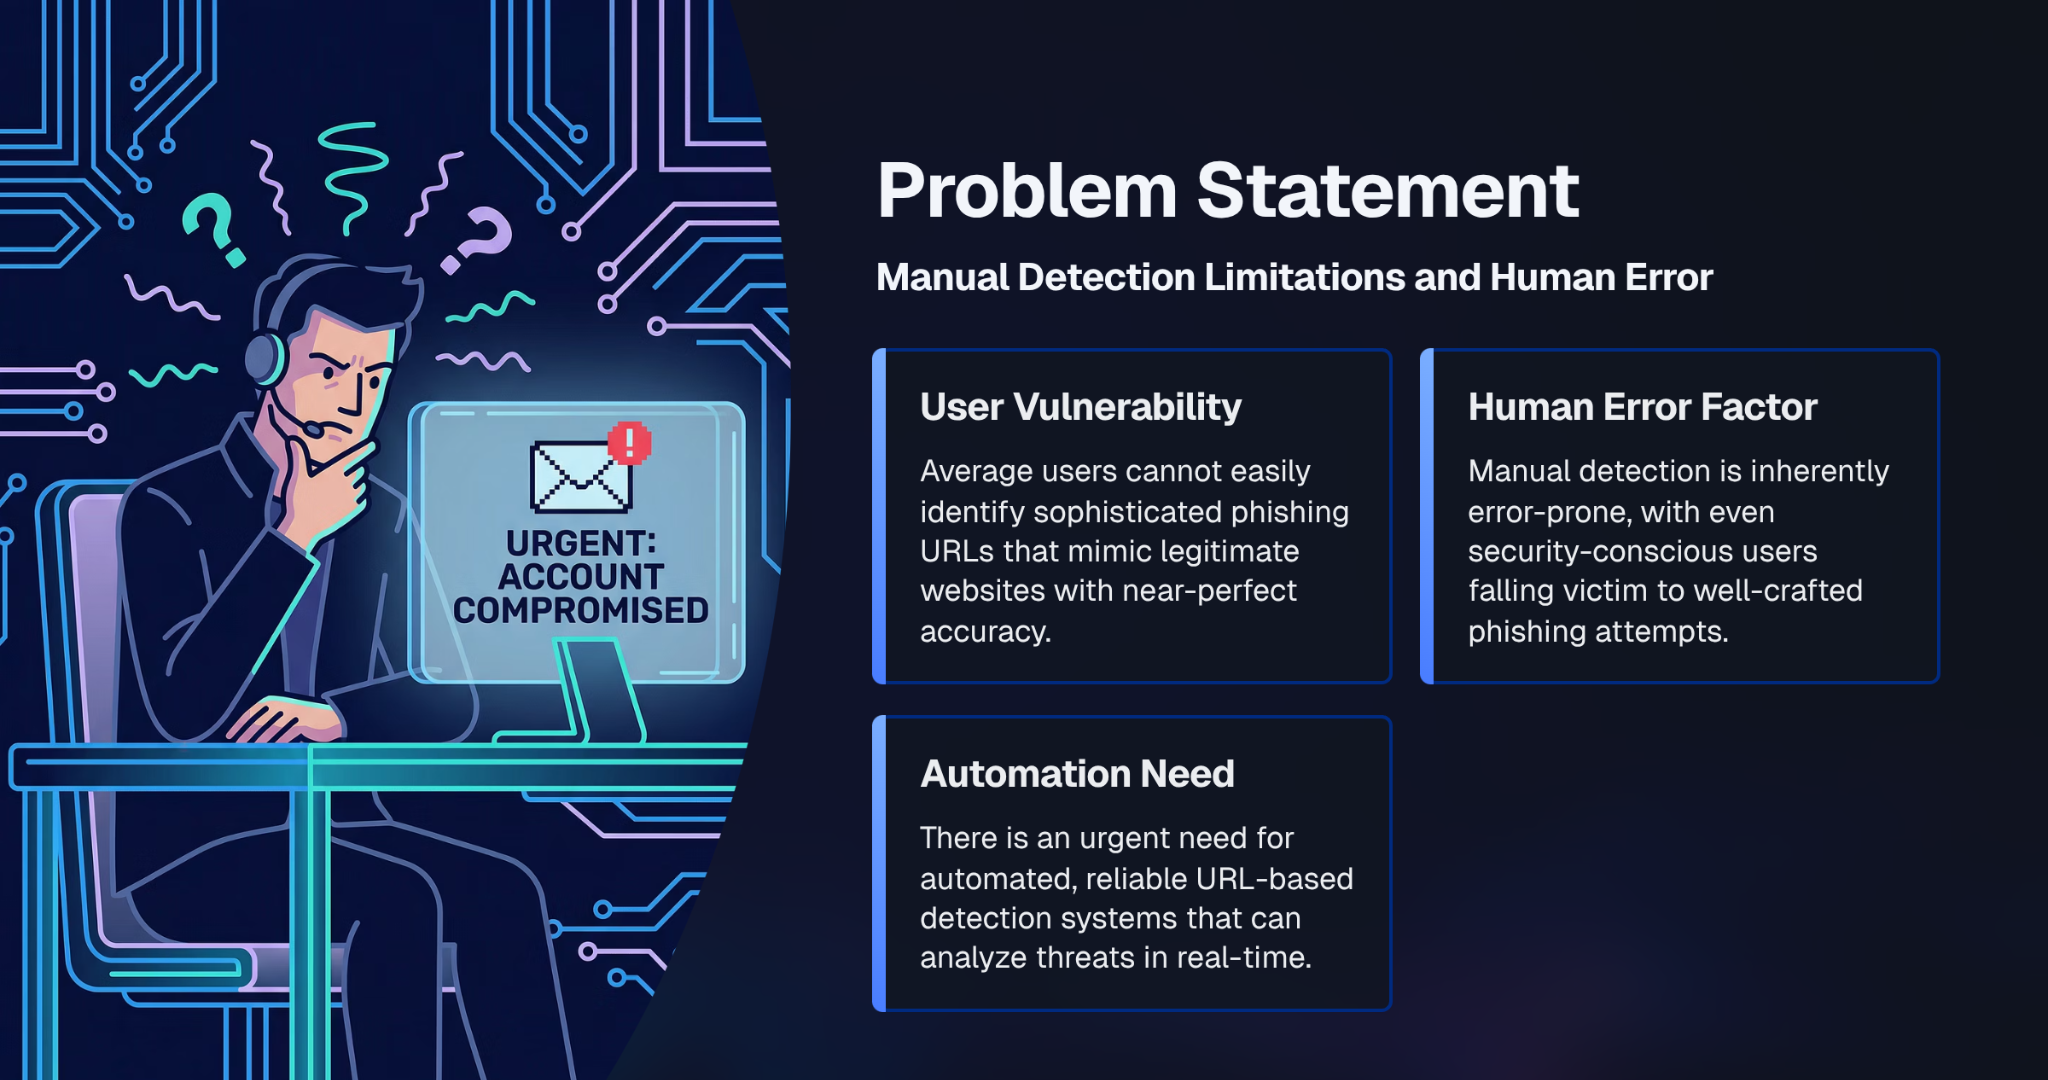 Problem Statement
Manual Detection Limitations and Human Error
User Vulnerability
Average users cannot easily
identify sophisticated phishing
URLs that mimic legitimate
websites with near-perfect
accuracy.
Human Error Factor
Manual detection is inherently
error-prone, with even
security-conscious users
falling victim to well-crafted
phishing attempts.
Automation Need
There is an urgent need for
automated, reliable URL-based
detection systems that can
analyze threats in real-time.
?
?
!
URGENT:
ACCOUNT
COMPROMISED